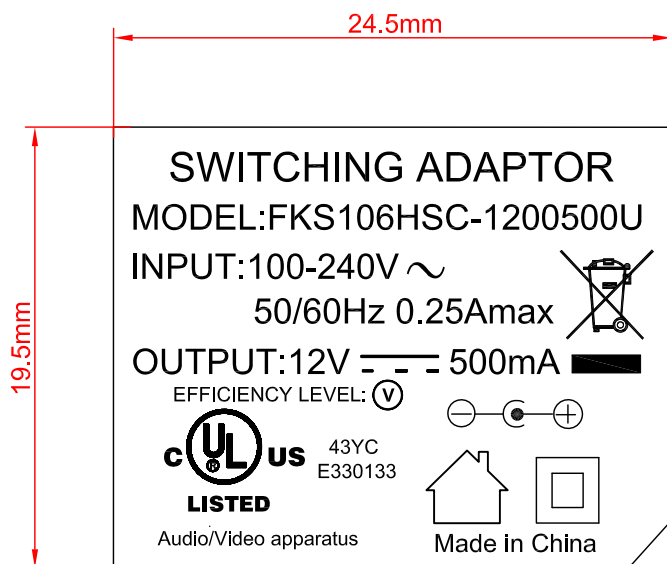 24.5mm
19.5mm
SWITCHING ADAPTOR
MODEL:FKS106HSC-1200500U
INPUT:100-240V ∼
50/60Hz 0.25Amax
OUTPUT:12V ⎓ 500mA
EFFICIENCY LEVEL: Ⓥ
C UL® US
LISTED
43YC
E330133
Audio/Video apparatus
Made in China